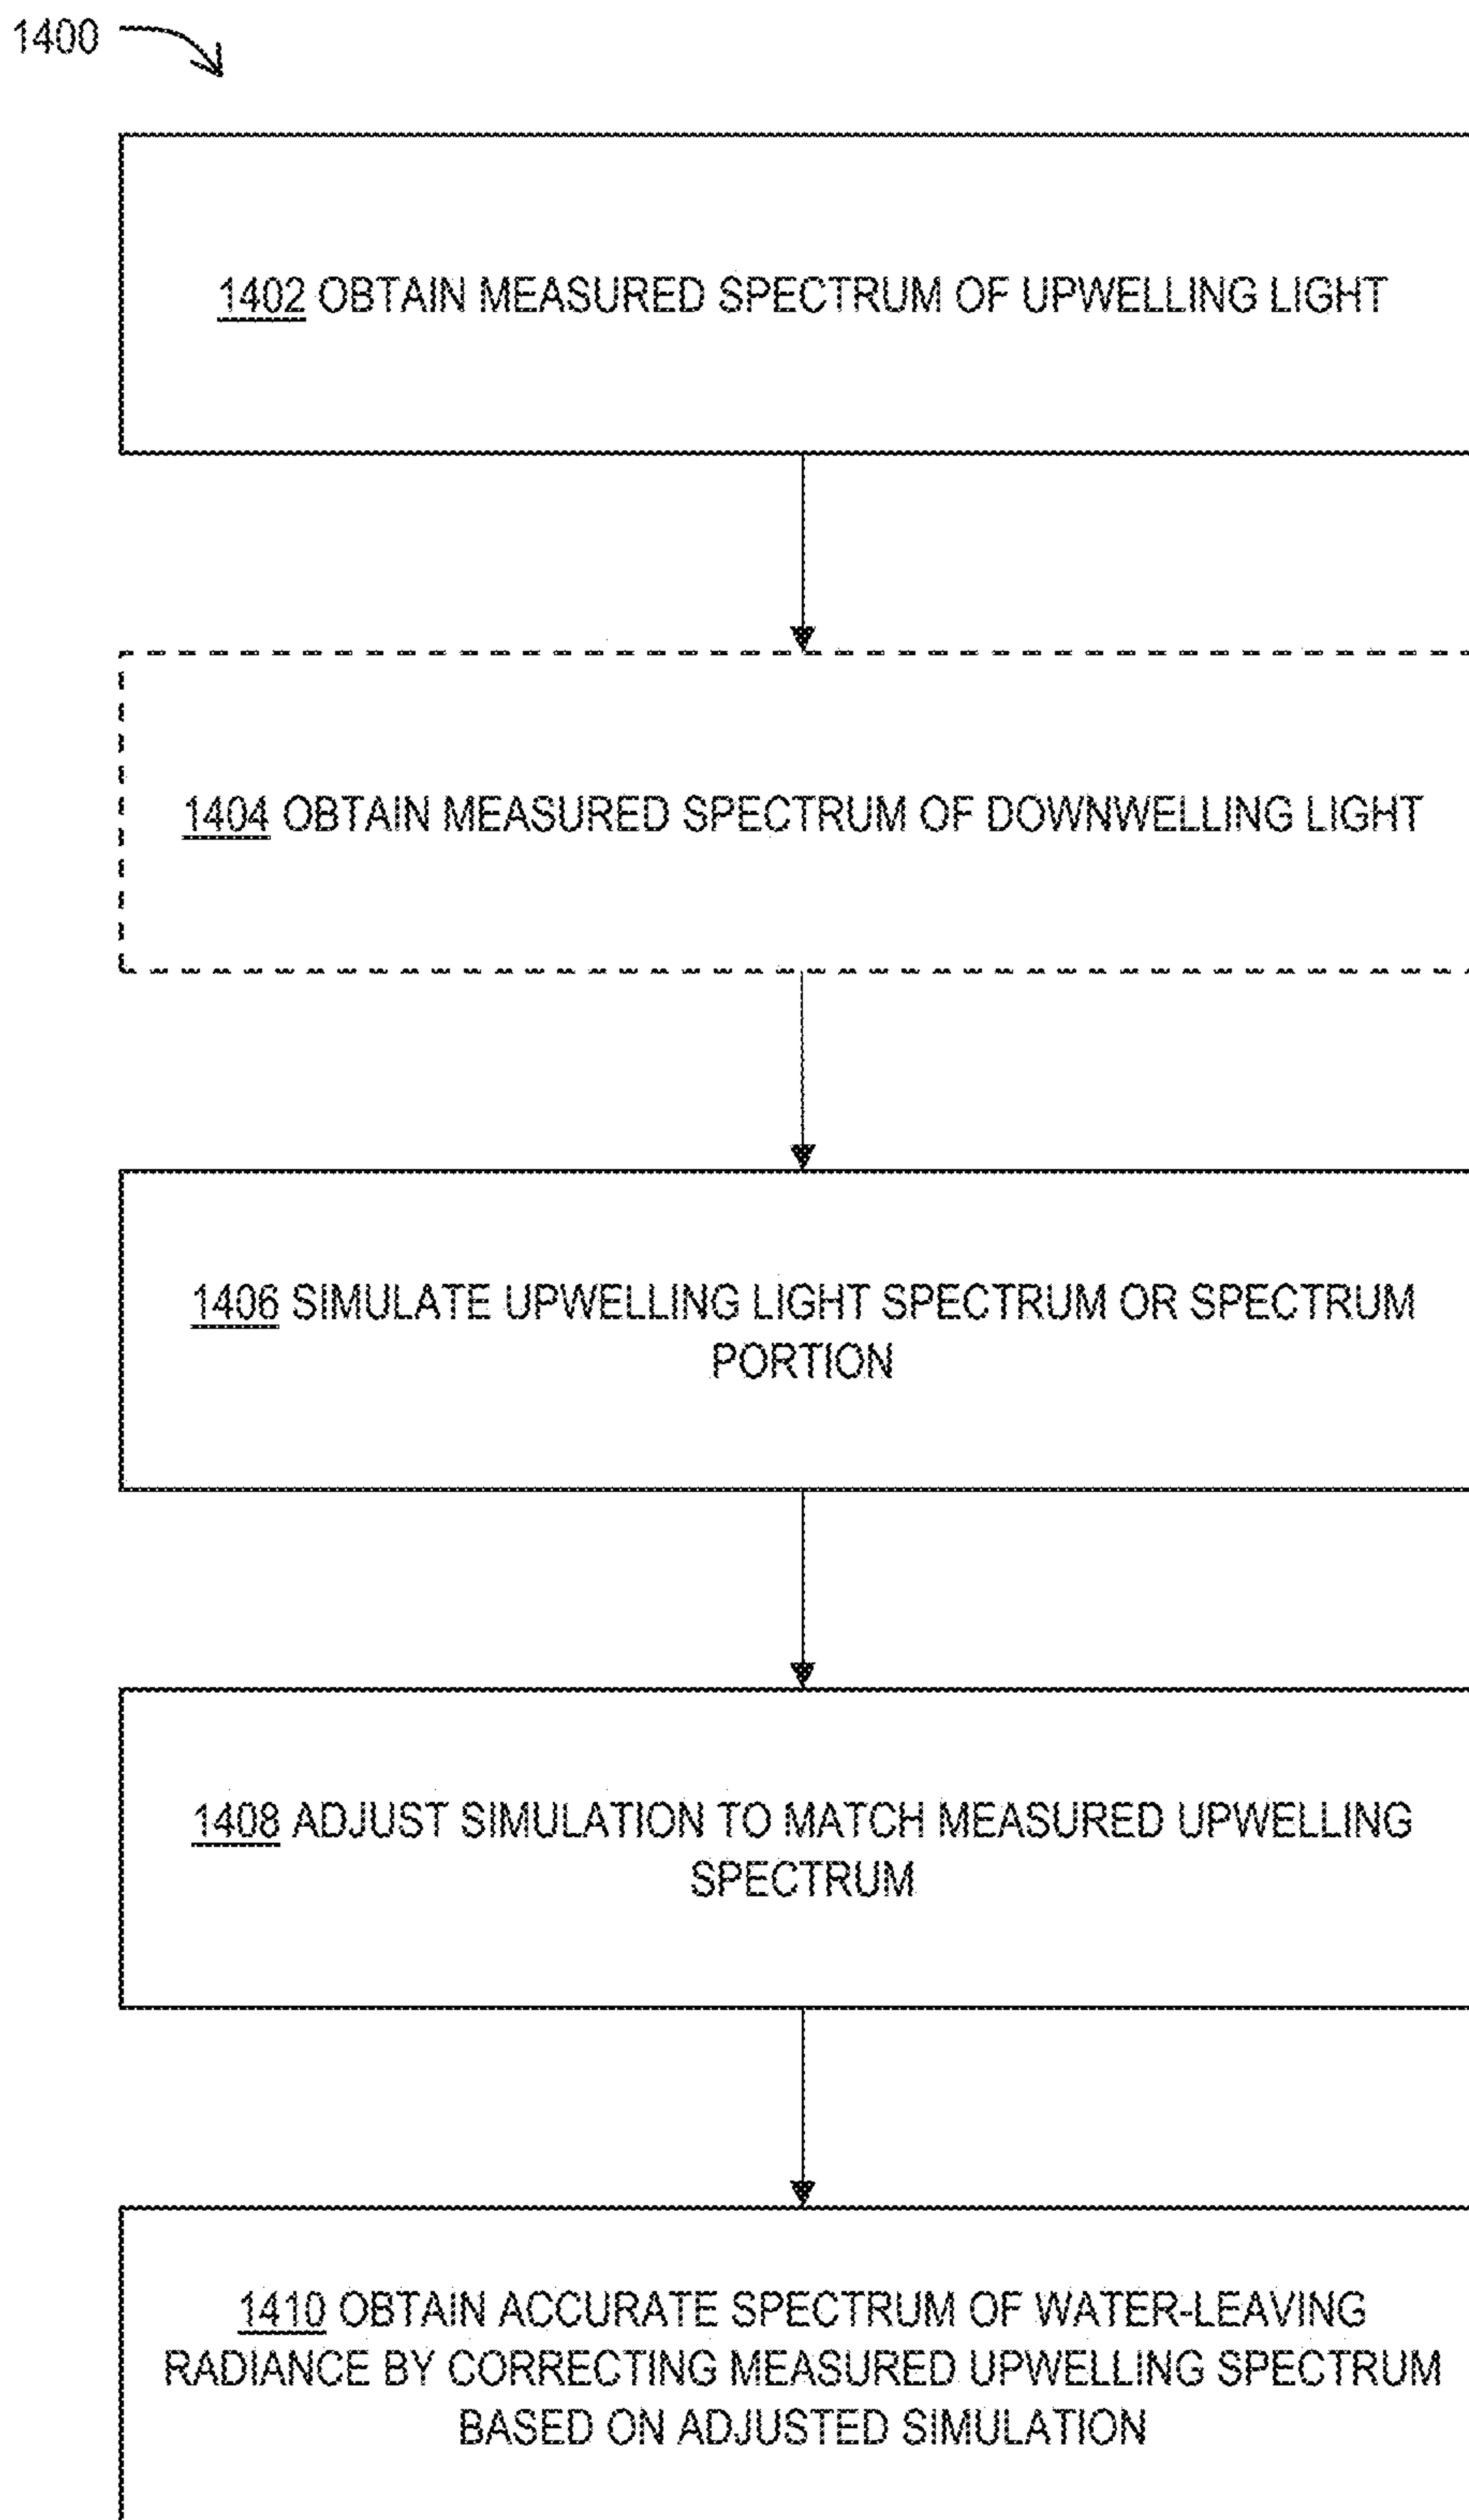 1400
1402 OBTAIN MEASURED SPECTRUM OF UPWELLING LIGHT
1404 OBTAIN MEASURED SPECTRUM OF DOWNWELLING LIGHT
1406 SIMULATE UPWELLING LIGHT SPECTRUM OR SPECTRUM
PORTION
1408 ADJUST SIMULATION TO MATCH MEASURED UPWELLING
SPECTRUM
1410 OBTAIN ACCURATE SPECTRUM OF WATER-LEAVING
RADIANCE BY CORRECTING MEASURED UPWELLING SPECTRUM
BASED ON ADJUSTED SIMULATION